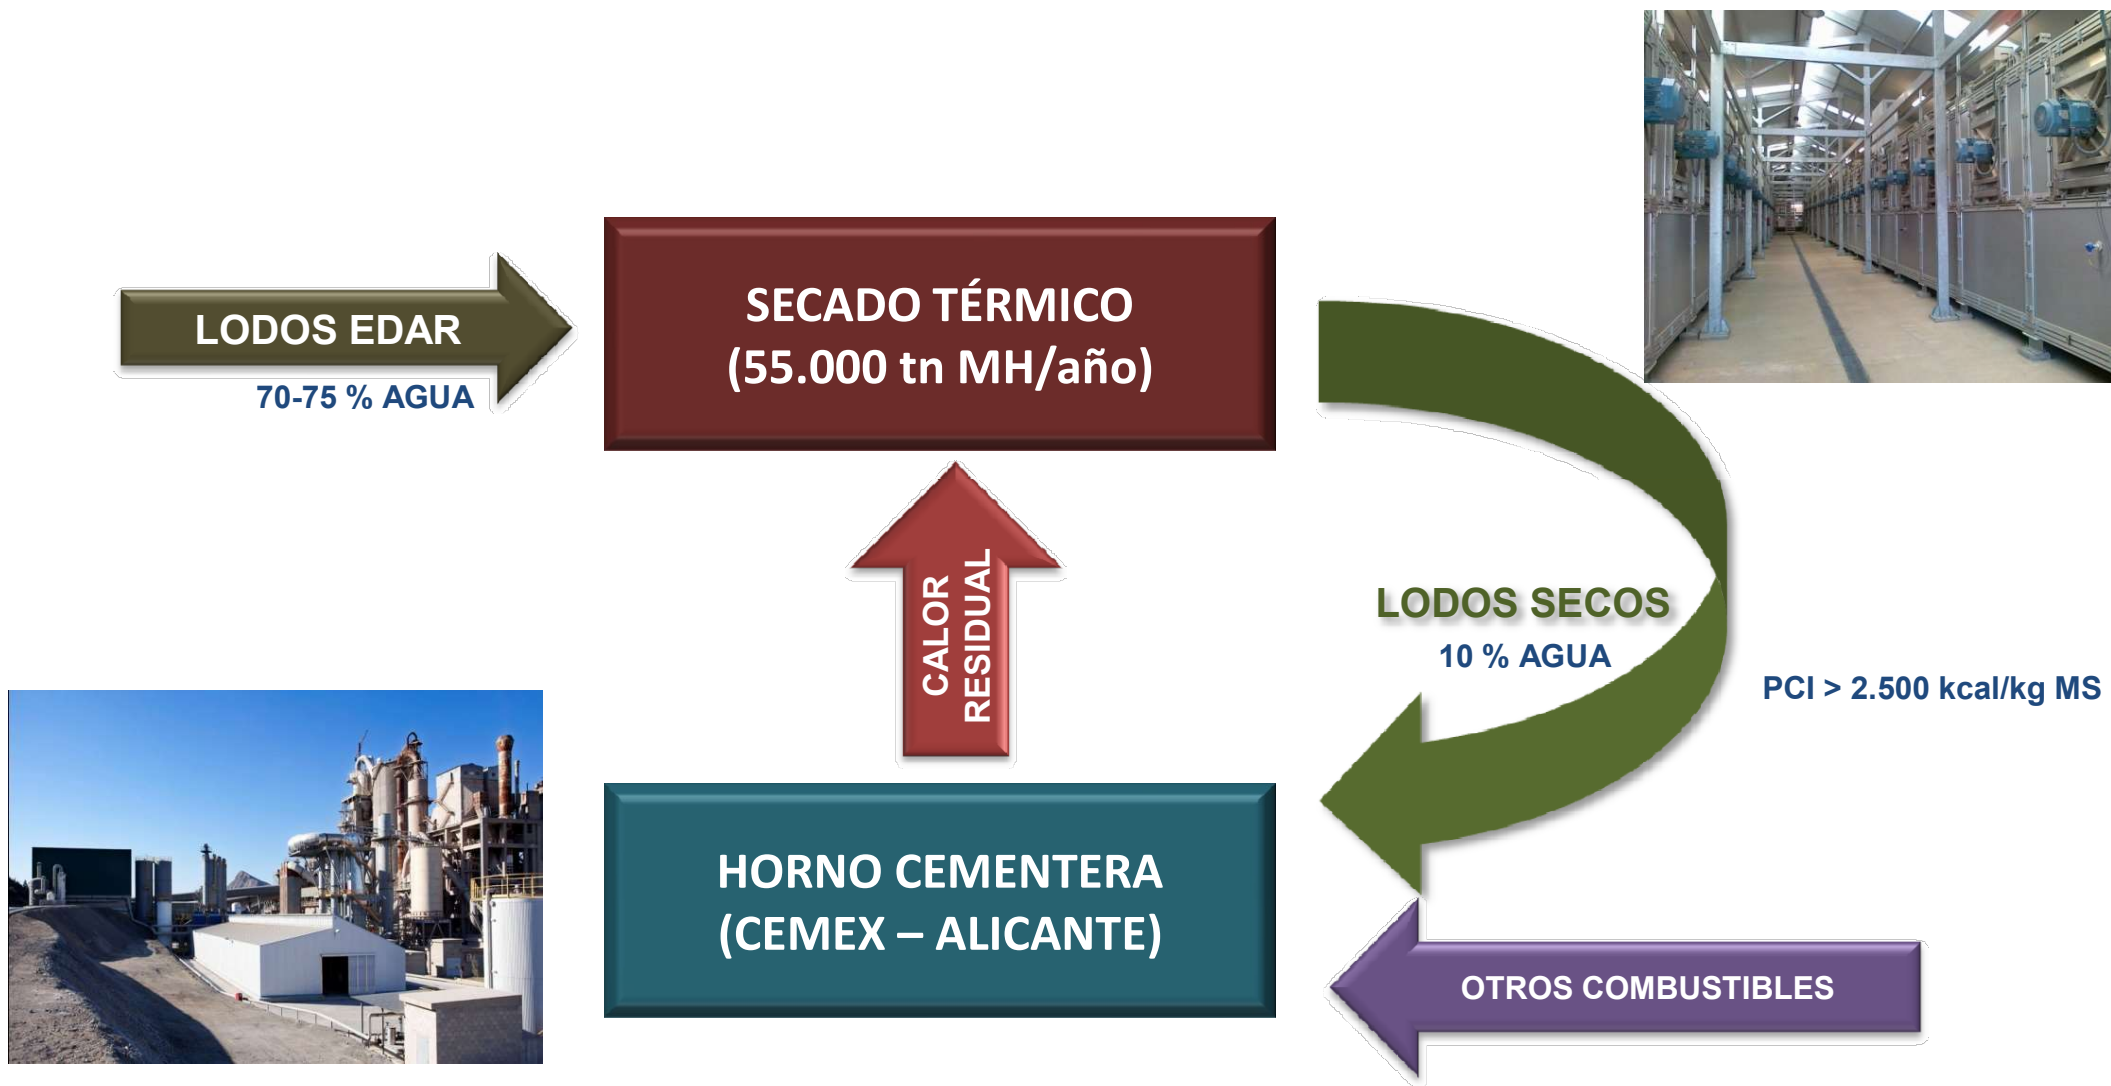 LODOS EDAR
70-75 % AGUA
SECADO TÉRMICO
(55.000 tn MH/año)
CALOR
RESIDUAL
LODOS SECOS
10 % AGUA
PCI > 2.500 kcal/kg MS
HORNO CEMENTERA
(CEMEX – ALICANTE)
OTROS COMBUSTIBLES